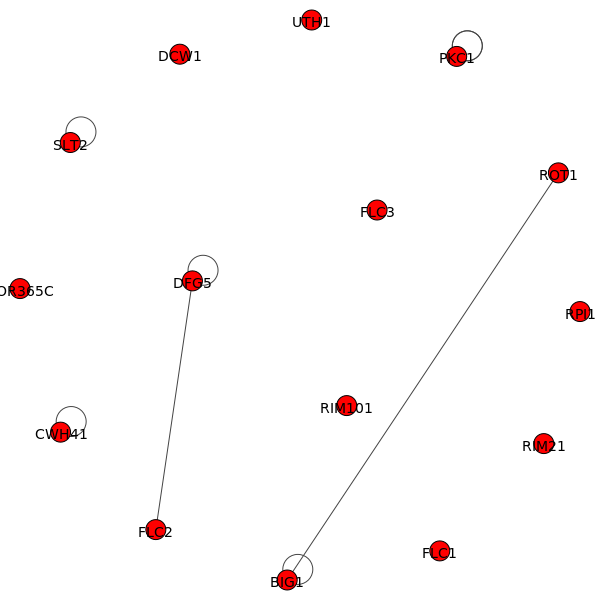 UTH1
DCW1
PKC1
SLT2
ROT1
FLC3
DFG5
OR365C
RPI1
RIM101
CWH41
RIM21
FLC2
FLC1
BIG1